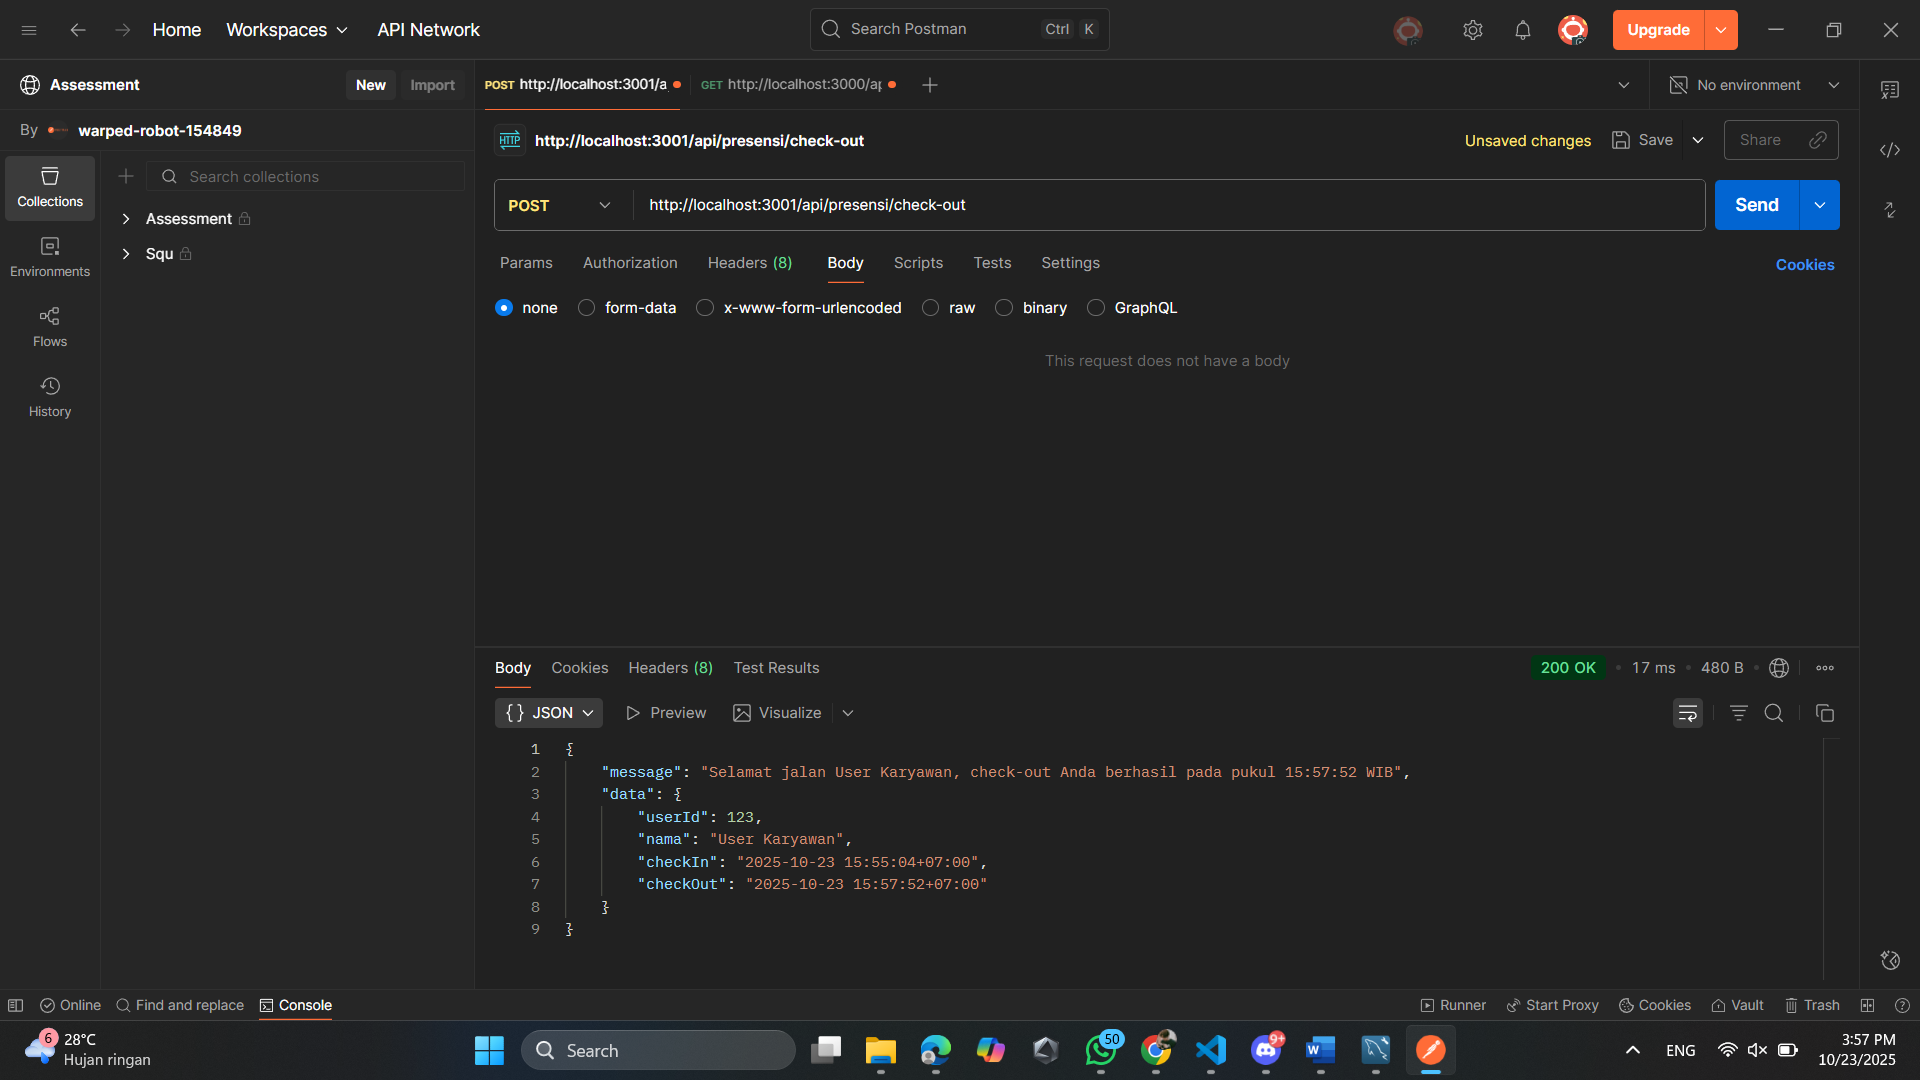 Home Workspaces API Network Search Postman Ctrl K Upgrade
Assessment New Import
By warped-robot-154849
Collections
Environments
Flows
History
Search collections
Assessment
Squ
POST http://localhost:3001/a GET http://localhost:3000/a No environment
HTTP http://localhost:3001/api/presensi/check-out Unsaved changes Save Share
POST http://localhost:3001/api/presensi/check-out Send
Params Authorization Headers (8) Body Scripts Tests Settings Cookies
none form-data x-www-form-urlencoded raw binary GraphQL
This request does not have a body
Body Cookies Headers (8) Test Results 200 OK • 17 ms • 480 B •
{} JSON Preview Visualize
1 {
2 "message": "Selamat jalan User Karyawan, check-out Anda berhasil pada pukul 15:57:52 WIB",
3 "data": {
4 "userId": 123,
5 "nama": "User Karyawan",
6 "checkIn": "2025-10-23 15:55:04+07:00",
7 "checkOut": "2025-10-23 15:57:52+07:00"
8 }
9 }
Online Find and replace Console Runner Start Proxy Cookies Vault Trash
6 28°C
Hujan ringan
Search
50
9+
ENG
3:57 PM
10/23/2025